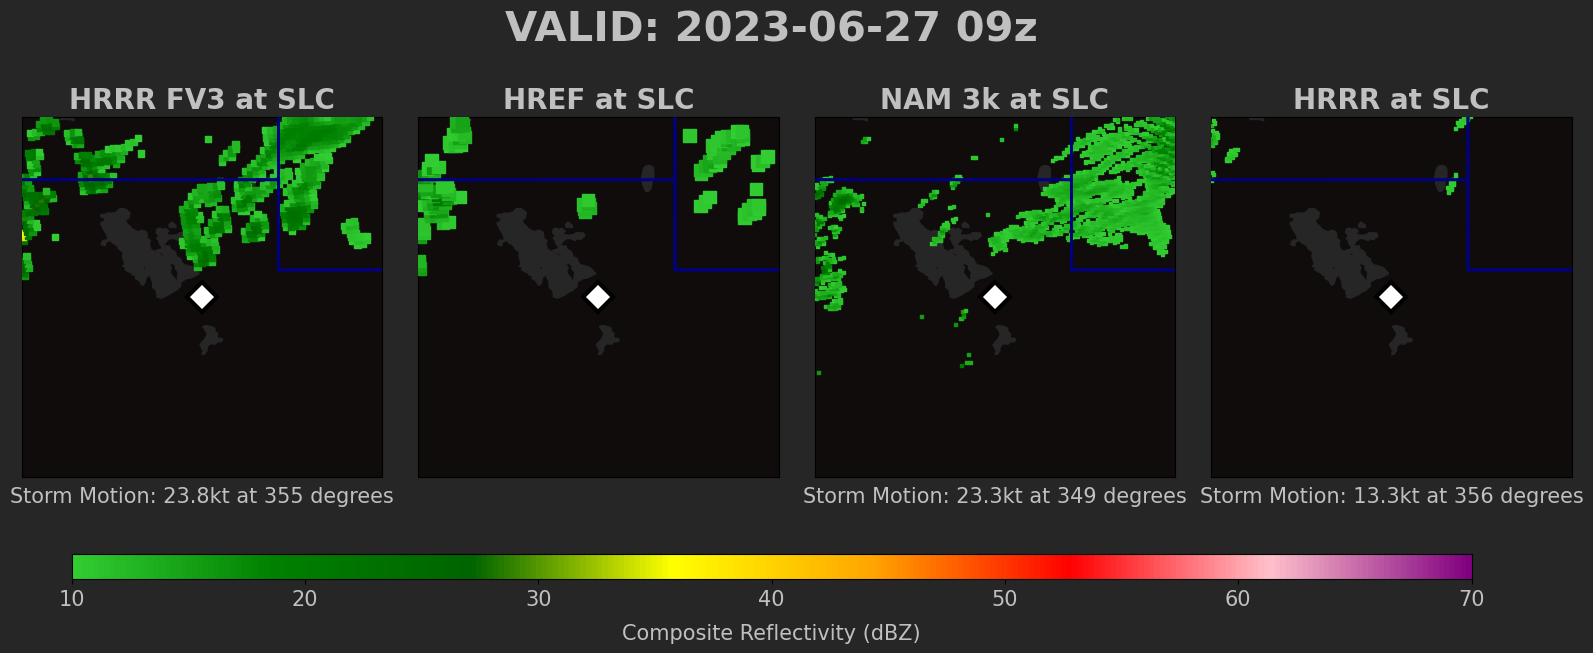 VALID: 2023-06-27 09z
HRRR FV3 at SLC
HREF at SLC
NAM 3k at SLC
HRRR at SLC
Storm Motion: 23.8kt at 355 degrees
Storm Motion: 23.3kt at 349 degrees
Storm Motion: 13.3kt at 356 degrees
10 20 30 40 50 60 70
Composite Reflectivity (dBZ)